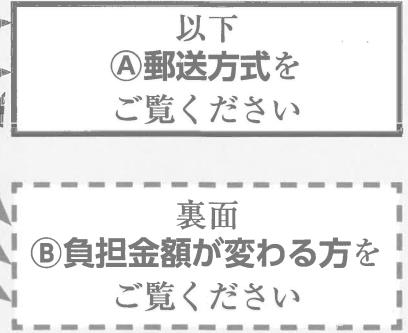 以下
Ⓐ郵送方式を
ご覧ください
裏面
Ⓑ負担金額が変わる方を
ご覧ください